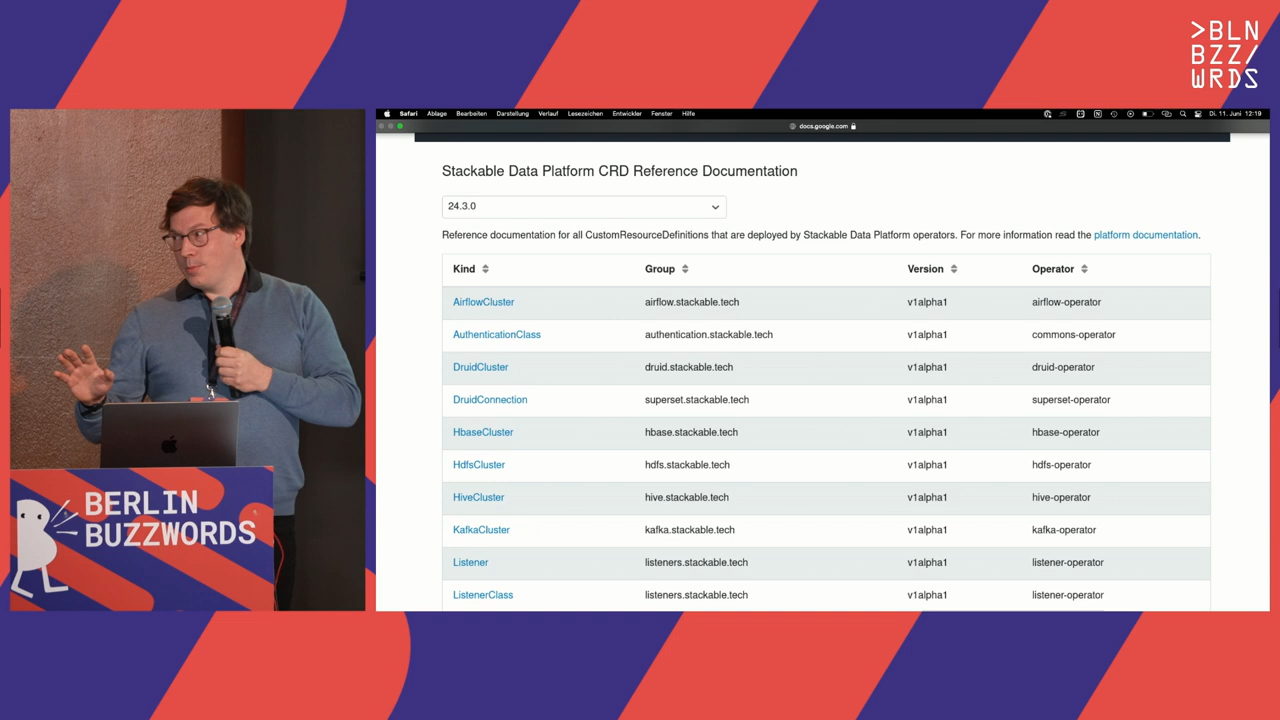 >BLN
BZZ/
WRDS
Safari Ablage Bearbeiten Darstellung Verlauf Lesezeichen Entwickler Fenster Hilfe Di. 11. Juni 12:19
docs.google.com
Stackable Data Platform CRD Reference Documentation
24.3.0
Reference documentation for all CustomResourceDefinitions that are deployed by Stackable Data Platform operators. For more information read the platform documentation.
Kind Group Version Operator
AirflowCluster airflow.stackable.tech v1alpha1 airflow-operator
AuthenticationClass authentication.stackable.tech v1alpha1 commons-operator
DruidCluster druid.stackable.tech v1alpha1 druid-operator
DruidConnection superset.stackable.tech v1alpha1 superset-operator
HbaseCluster hbase.stackable.tech v1alpha1 hbase-operator
HdfsCluster hdfs.stackable.tech v1alpha1 hdfs-operator
HiveCluster hive.stackable.tech v1alpha1 hive-operator
KafkaCluster kafka.stackable.tech v1alpha1 kafka-operator
Listener listeners.stackable.tech v1alpha1 listener-operator
ListenerClass listeners.stackable.tech v1alpha1 listener-operator
BERLIN
BUZZWORDS